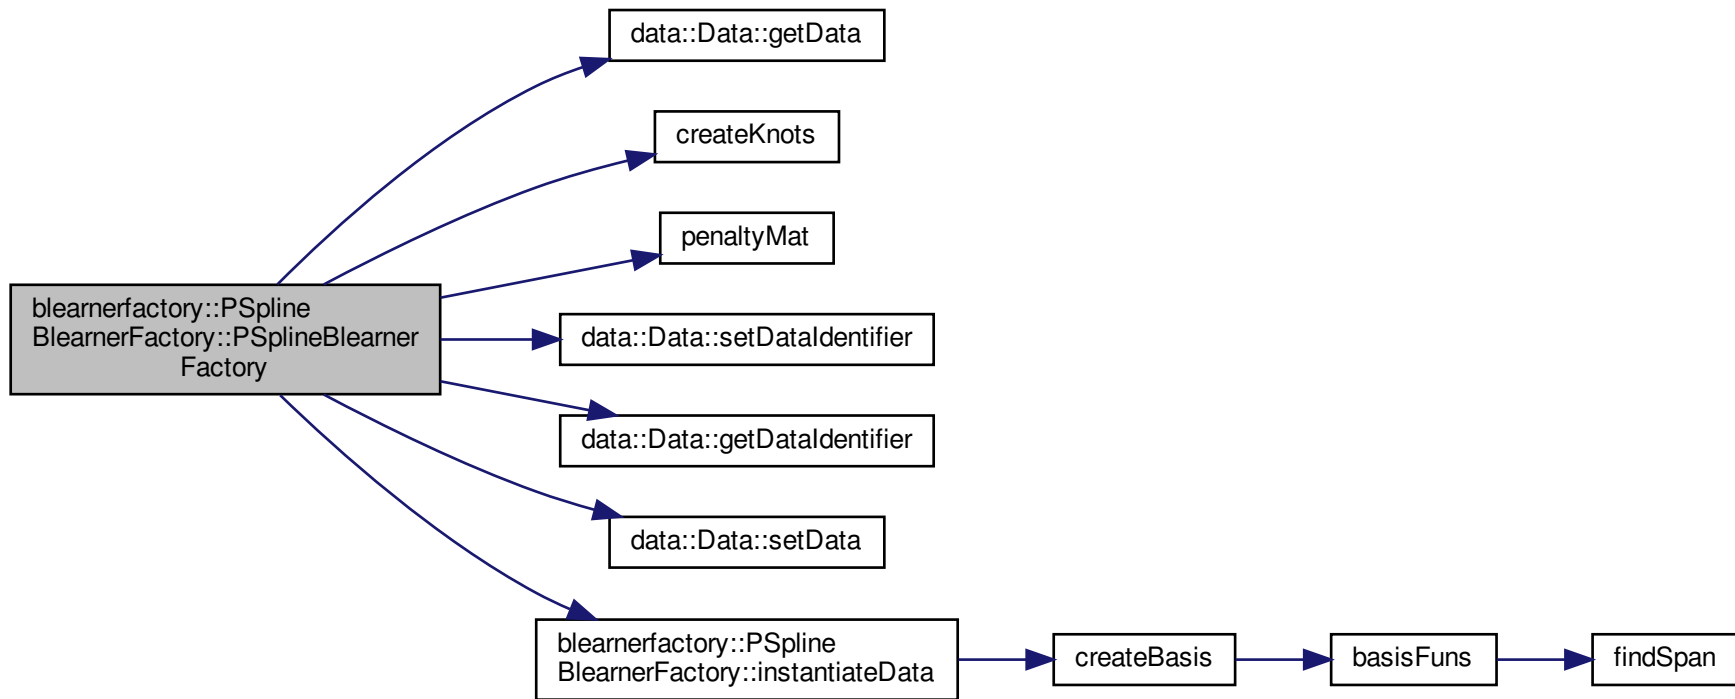 data::Data::getData
createKnots
penaltyMat
blearnerfactory::PSpline
BlearnerFactory::PSplineBlearner
Factory
data::Data::setDataIdentifier
data::Data::getDataIdentifier
data::Data::setData
blearnerfactory::PSpline
BlearnerFactory::instantiateData
createBasis
basisFuns
findSpan